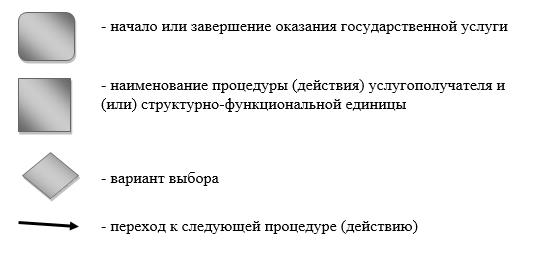 - начало или завершение оказания государственной услуги
- наименование процедуры (действия) услугополучателя и
(или) структурно-функциональной единицы
- вариант выбора
- переход к следующей процедуре (действию)